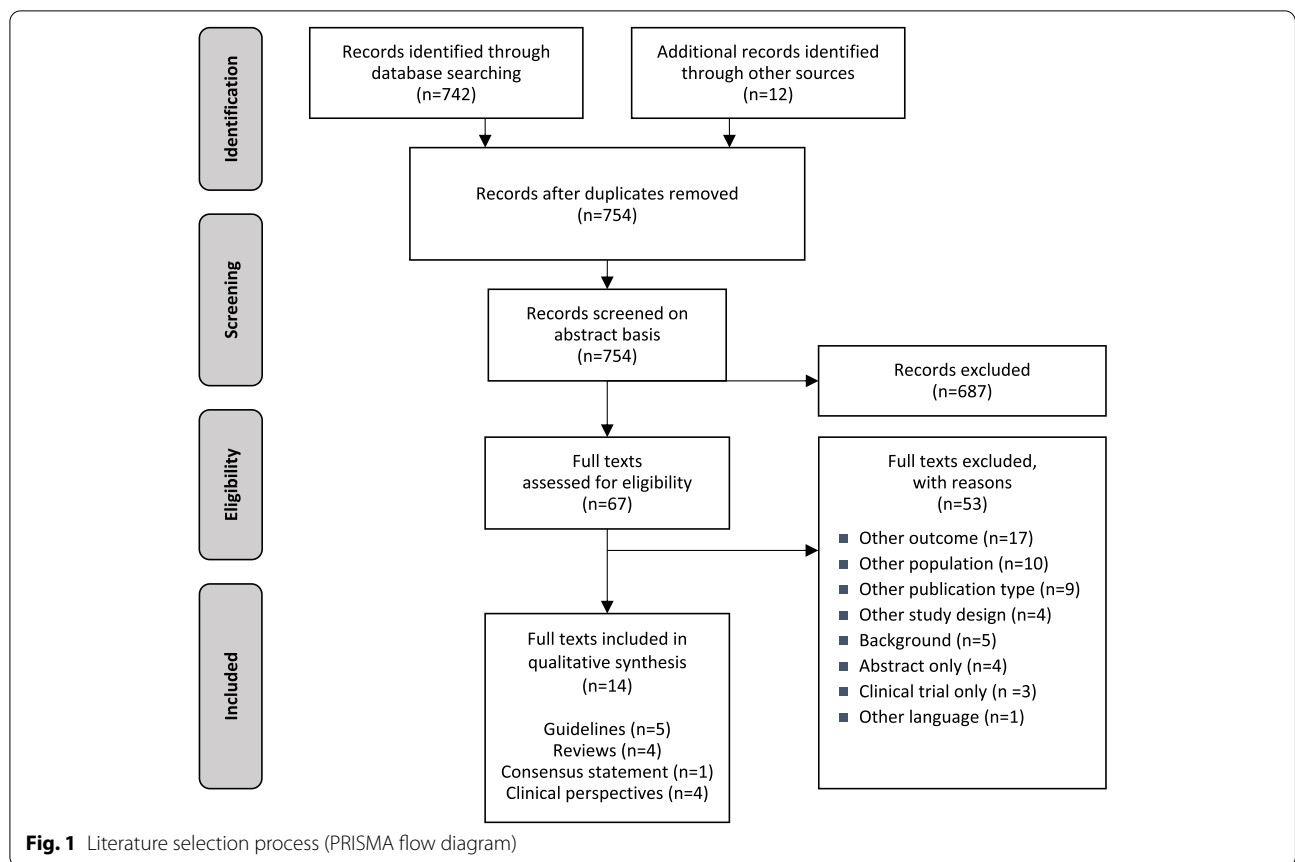 Identification
Records identified through
database searching
(n=742)
Additional records identified
through other sources
(n=12)
Records after duplicates removed
(n=754)
Screening
Records screened on
abstract basis
(n=754)
Records excluded
(n=687)
Eligibility
Full texts
assessed for eligibility
(n=67)
Full texts excluded,
with reasons
(n=53)
■ Other outcome (n=17)
■ Other population (n=10)
■ Other publication type (n=9)
■ Other study design (n=4)
■ Background (n=5)
■ Abstract only (n=4)
■ Clinical trial only (n =3)
■ Other language (n=1)
Included
Full texts included in
qualitative synthesis
(n=14)
Guidelines (n=5)
Reviews (n=4)
Consensus statement (n=1)
Clinical perspectives (n=4)
Fig. 1 Literature selection process (PRISMA flow diagram)